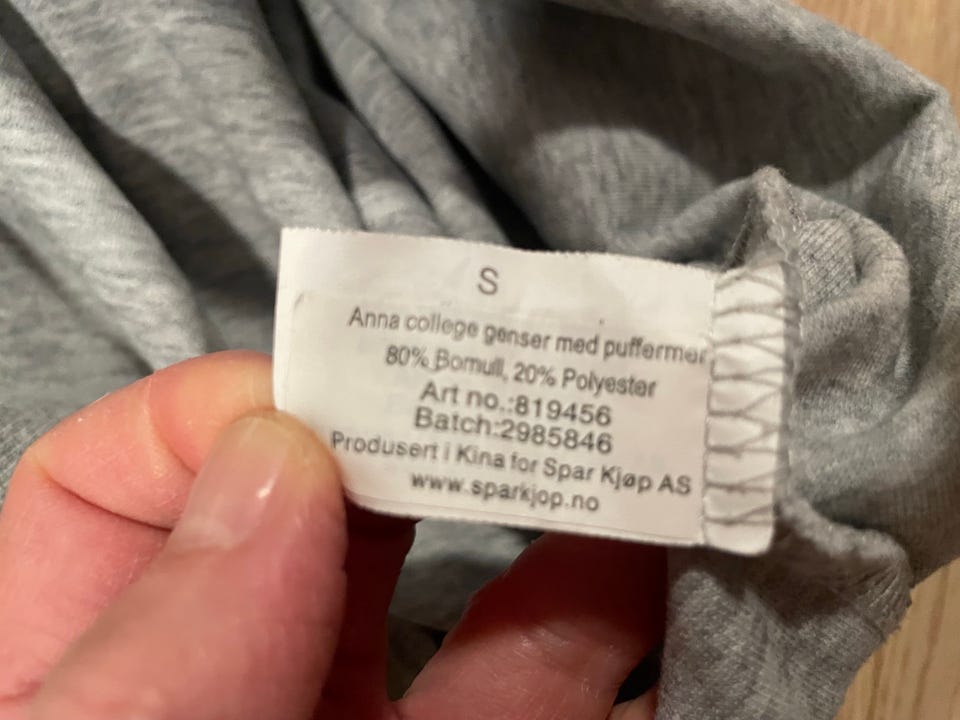 S
Anna college genser med puffermer
80% Bomull, 20% Polyester
Art no.:819456
Batch:2985846
Produsert i Kina for Spar Kjøp AS
www.sparkjop.no